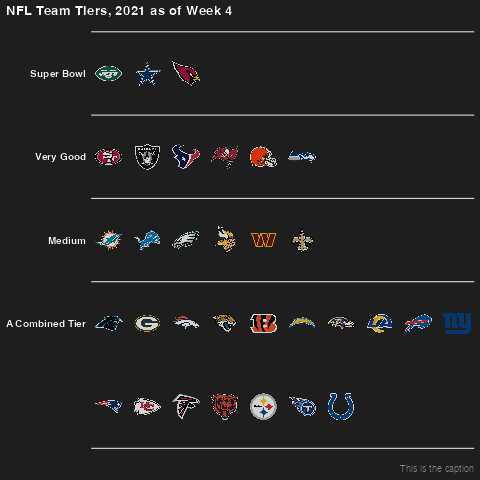 NFL Team Tiers, 2021 as of Week 4
Super Bowl
Very Good
Medium
A Combined Tier
ny
This is the caption